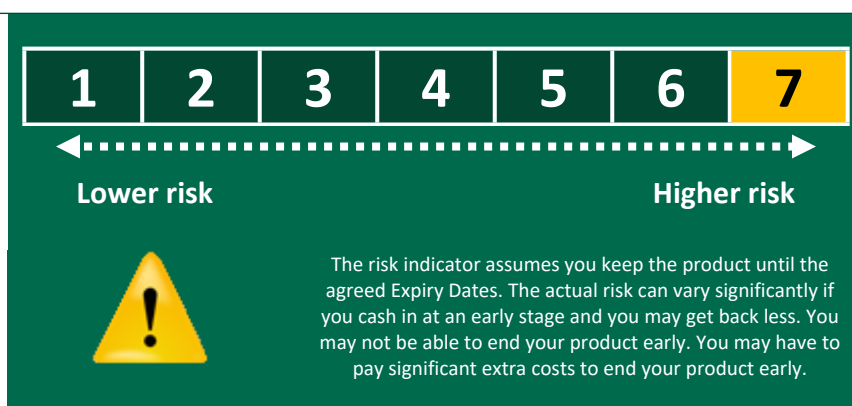 1 2 3 4 5 6 7
Lower risk Higher risk
The risk indicator assumes you keep the product until the
agreed Expiry Dates. The actual risk can vary significantly if
you cash in at an early stage and you may get back less. You
may not be able to end your product early. You may have to
pay significant extra costs to end your product early.